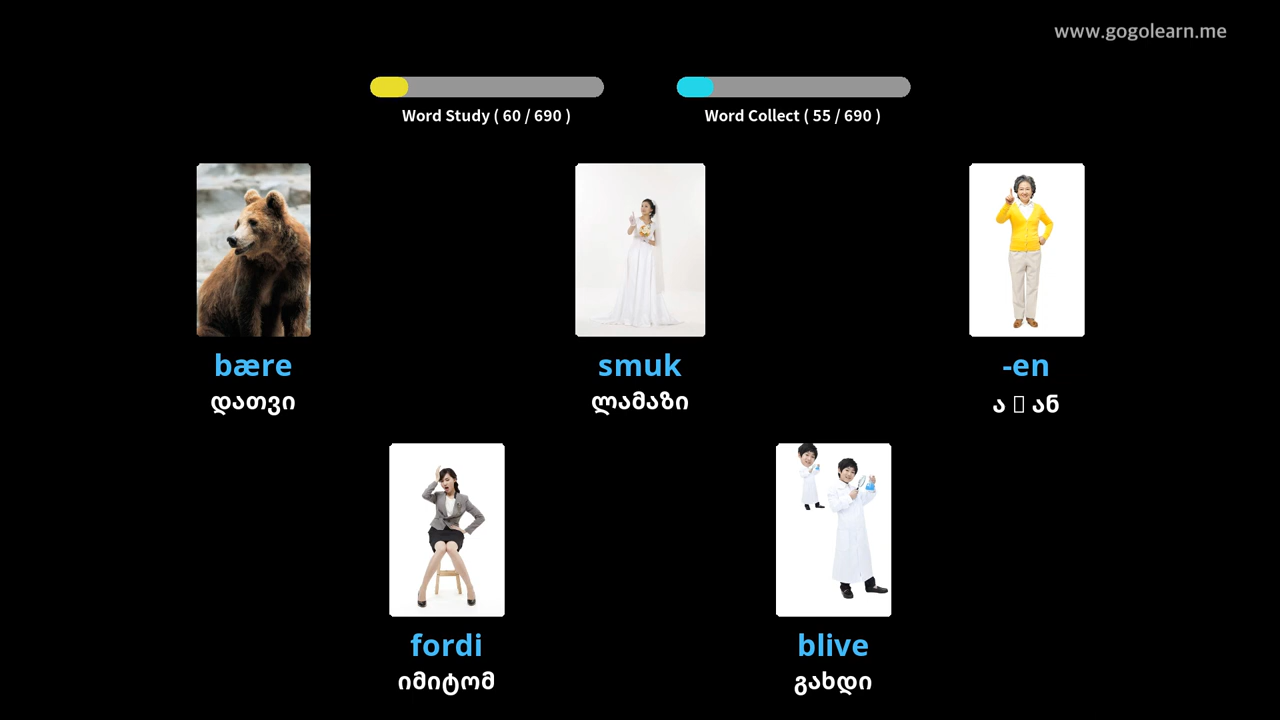 www.gogolearn.me
Word Study ( 60 / 690 )
Word Collect ( 55 / 690 )
bære
დათვი
smuk
ლამაზი
-en
ა ან
fordi
იმიტომ
blive
გახდი